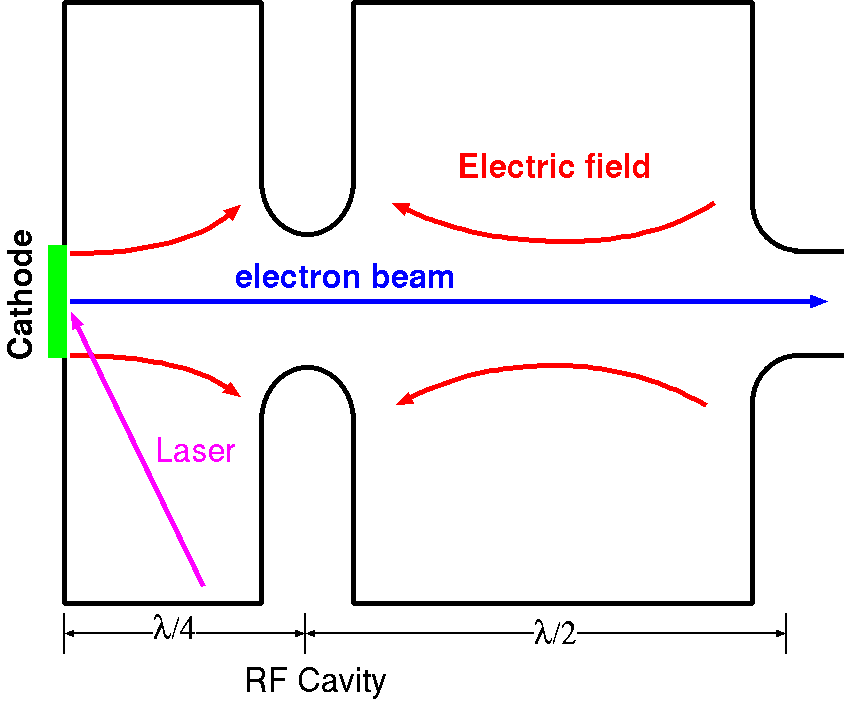 Electric field
Cathode
electron beam
Laser
λ/4
λ/2
RF Cavity